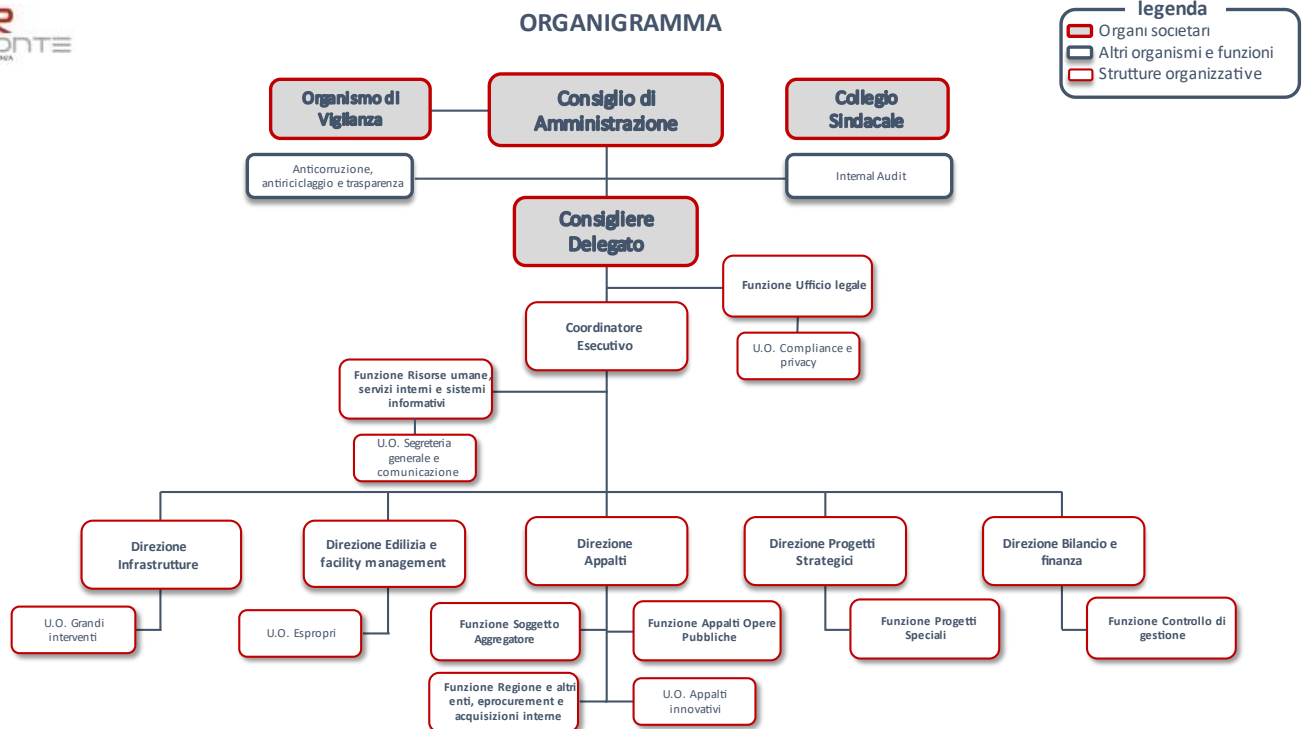 ORGANIGRAMMA
legenda
Organi societari
Altri organismi e funzioni
Strutture organizzative
Organismo di
Vigilanza
Consiglio di
Amministrazione
Collegio
Sindacale
Anticorruzione,
antiriciclaggio e trasparenza
Internal Audit
Consigliere
Delegato
Funzione Ufficio legale
Coordinatore
Esecutivo
U.O. Compliance e
privacy
Funzione Risorse umane,
servizi interni e sistemi
informativi
U.O. Segreteria
generale e
comunicazione
Direzione
Infrastrutture
Direzione Edilizia e
facility management
Direzione
Appalti
Direzione Progetti
Strategici
Direzione Bilancio e
finanza
U.O. Grandi
interventi
U.O. Espropri
Funzione Soggetto
Aggregatore
Funzione Appalti Opere
Pubbliche
Funzione Progetti
Speciali
Funzione Controllo di
gestione
Funzione Regione e altri
enti, eprocurement e
acquisizioni interne
U.O. Appalti
innovativi